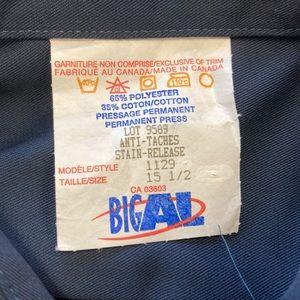 GARNITURE NON COMPRISE/EXCLUSIVE OF TRIM
FABRIQUÉ AU CANADA/MADE IN CANADA
65% POLYESTER
35% COTON/COTTON
PRESSAGE PERMANENT
PERMANENT PRESS
LOT 9589
ANTI-TACHES
STAIN-RELEASE
MODÈLE/STYLE 1129
TAILLE/SIZE 15 1/2
CA 03603
BIG AL